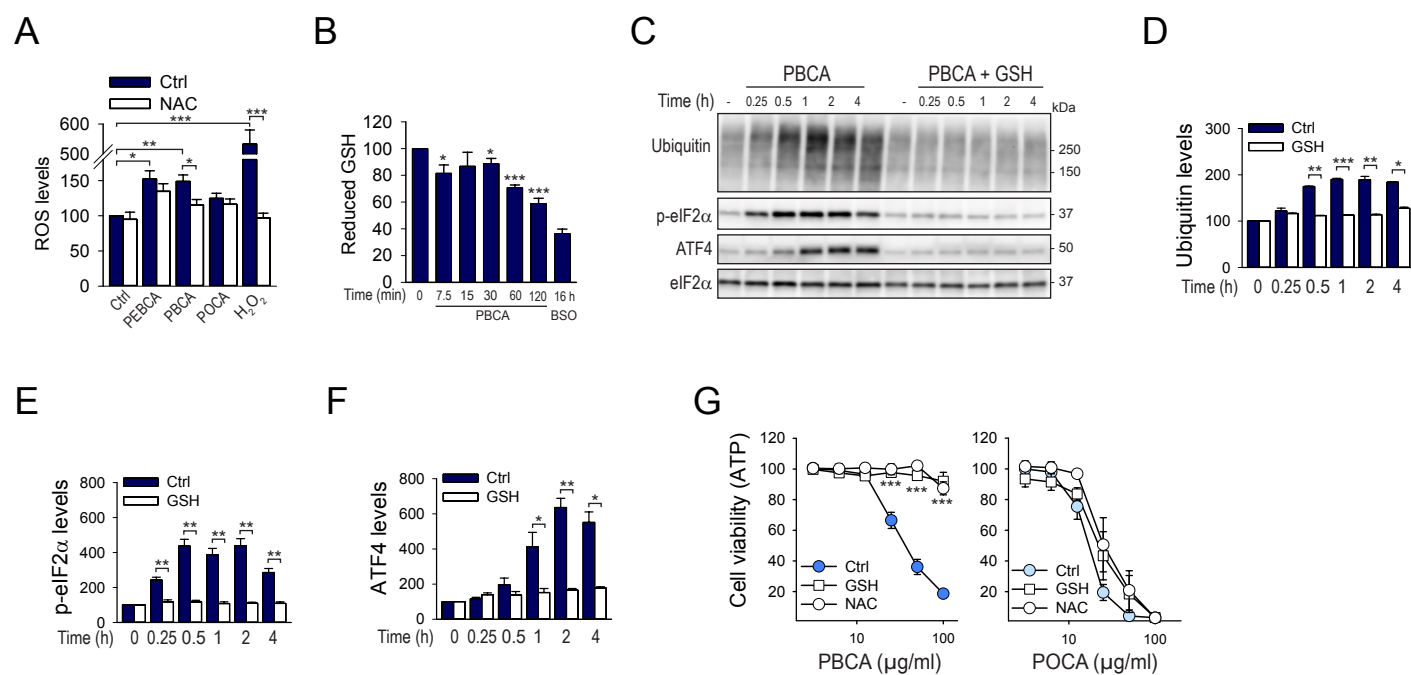 A
Ctrl
NAC
***
***
**
*
*
ROS levels
600
500
150
100
50
0
Ctrl
PEBCA
PBCA
POCA
H2O2
B
Reduced GSH
120
100
80
60
40
20
0
*
*
***
***
Time (min)
0 7.5 15 30 60 120 16 h
PBCA BSO
C
PBCA PBCA + GSH
Time (h) - 0.25 0.5 1 2 4 - 0.25 0.5 1 2 4 kDa
Ubiquitin
250
150
p-eIF2α 37
ATF4 50
eIF2α 37
D
Ctrl
GSH
Ubiquitin levels
300
200
100
0
** *** ** *
Time (h) 0 0.25 0.5 1 2 4
E
Ctrl
GSH
p-eIF2α levels
800
600
400
200
0
** ** ** ** **
Time (h) 0 0.25 0.5 1 2 4
F
Ctrl
GSH
ATF4 levels
800
600
400
200
0
* ** *
Time (h) 0 0.25 0.5 1 2 4
G
Cell viability (ATP)
120
100
80
60
40
20
*** *** ***
Ctrl
GSH
NAC
10 100
PBCA (µg/ml)
120
100
80
60
40
20
Ctrl
GSH
NAC
10 100
POCA (µg/ml)